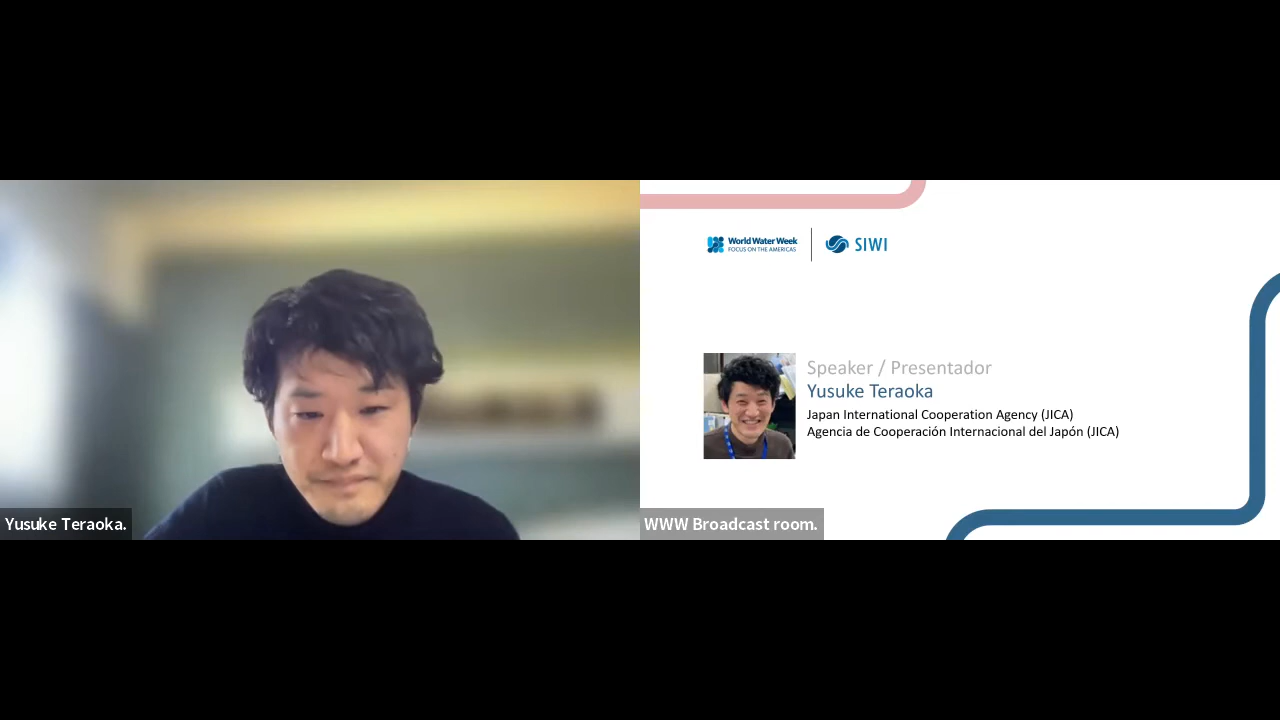 Yusuke Teraoka.
World Water Week
FOCUS ON THE AMERICAS
SIWI
Speaker / Presentador
Yusuke Teraoka
Japan International Cooperation Agency (JICA)
Agencia de Cooperación Internacional del Japón (JICA)
WWW Broadcast room.